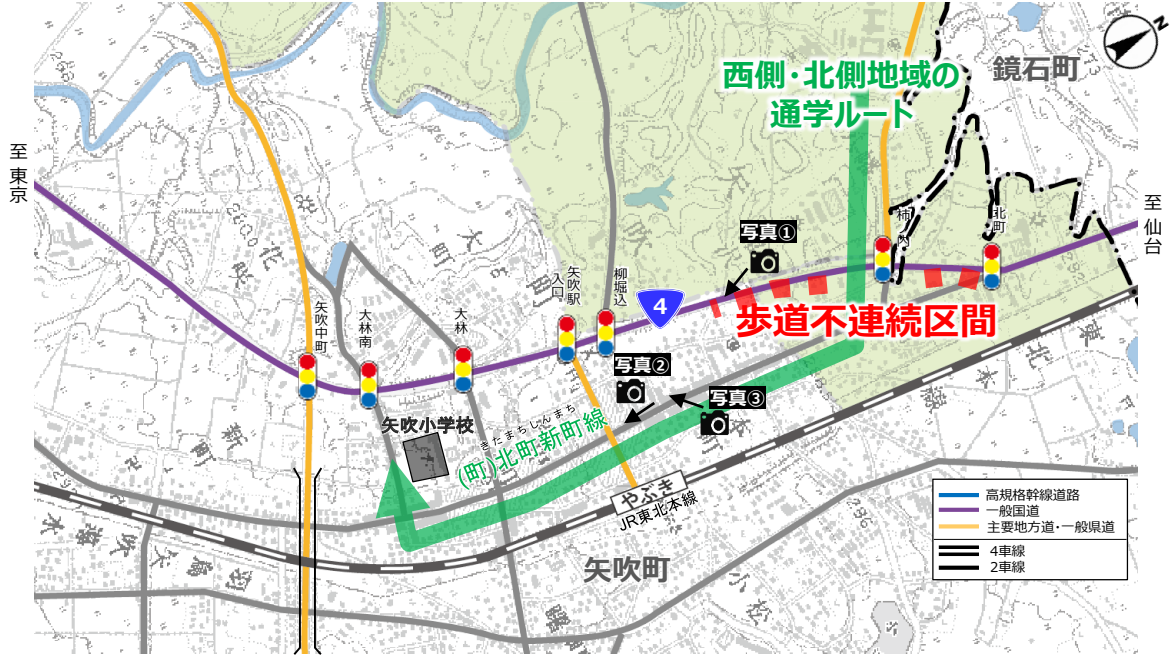 N
鏡石町
西側・北側地域の
通学ルート
至東京
至仙台
写真①
柿ノ内
北町
矢吹駅
入口
柳堀込
4
歩道不連続区間
矢吹中町
大林南
大林
写真②
写真③
矢吹小学校
きたまちしんまち
(町)北町新町線
やぶき
JR東北本線
矢吹町
高規格幹線道路
一般国道
主要地方道・一般県道
4車線
2車線